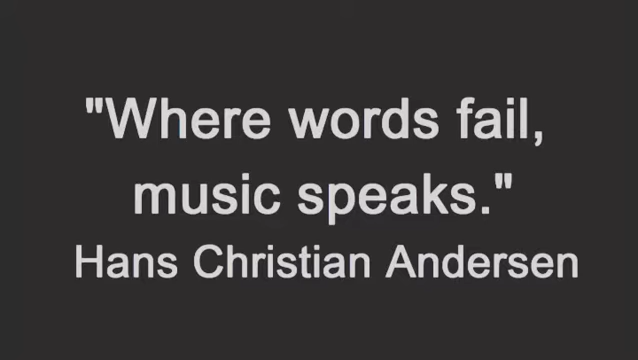 "Where words fail,
music speaks."
Hans Christian Andersen